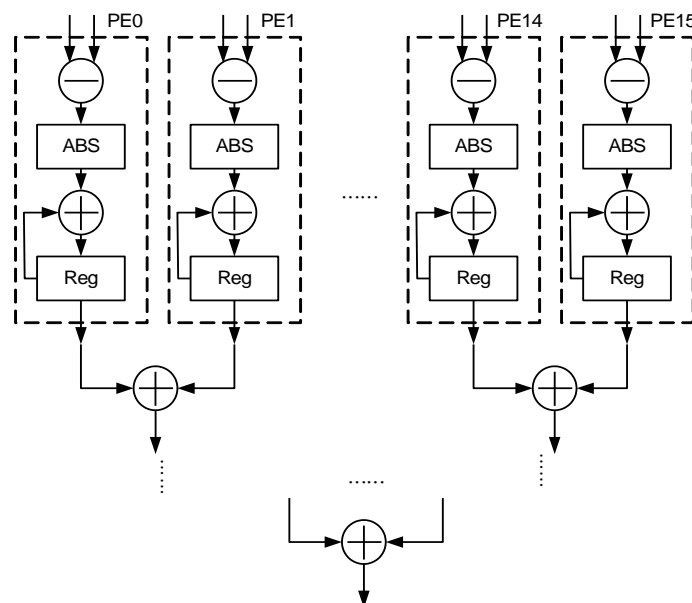 PE0 PE1 PE14 PE15
ABS ABS ABS ABS
......
Reg Reg Reg Reg
......